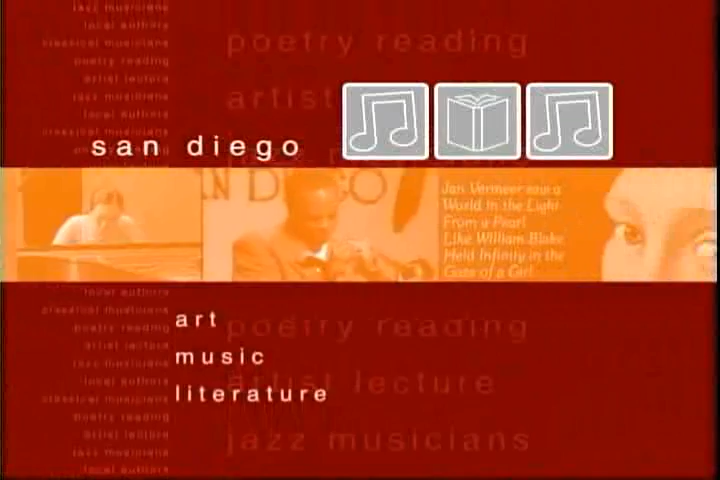 jazz musicians
local authors
classical musicians
poetry reading
artist lecture
jazz musicians
local authors
classical musicians
poetry reading
artist
san diego
Jan Vermeer saw a
World in the Light
From a Pearl
Like William Blake
Held Infinity in the
Gaze of a Girl
local authors
classical musicians
poetry reading
artist lecture
jazz musicians
local authors
classical musicians
poetry reading
artist lecture
jazz musicians
local authors
art
music
literature
poetry reading
artist lecture
jazz musicians